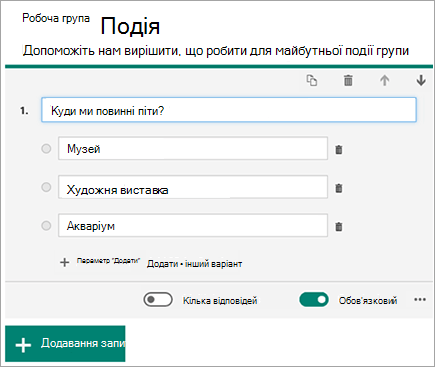 Робоча група Подія
Допоможіть нам вирішити, що робити для майбутньої події групи
1. Куди ми повинні піти?
Музей
Художня виставка
Акваріум
+ Параметр "Додати" Додати • інший варіант
Кілька відповідей Обов'язковий ...
+ Додавання запи